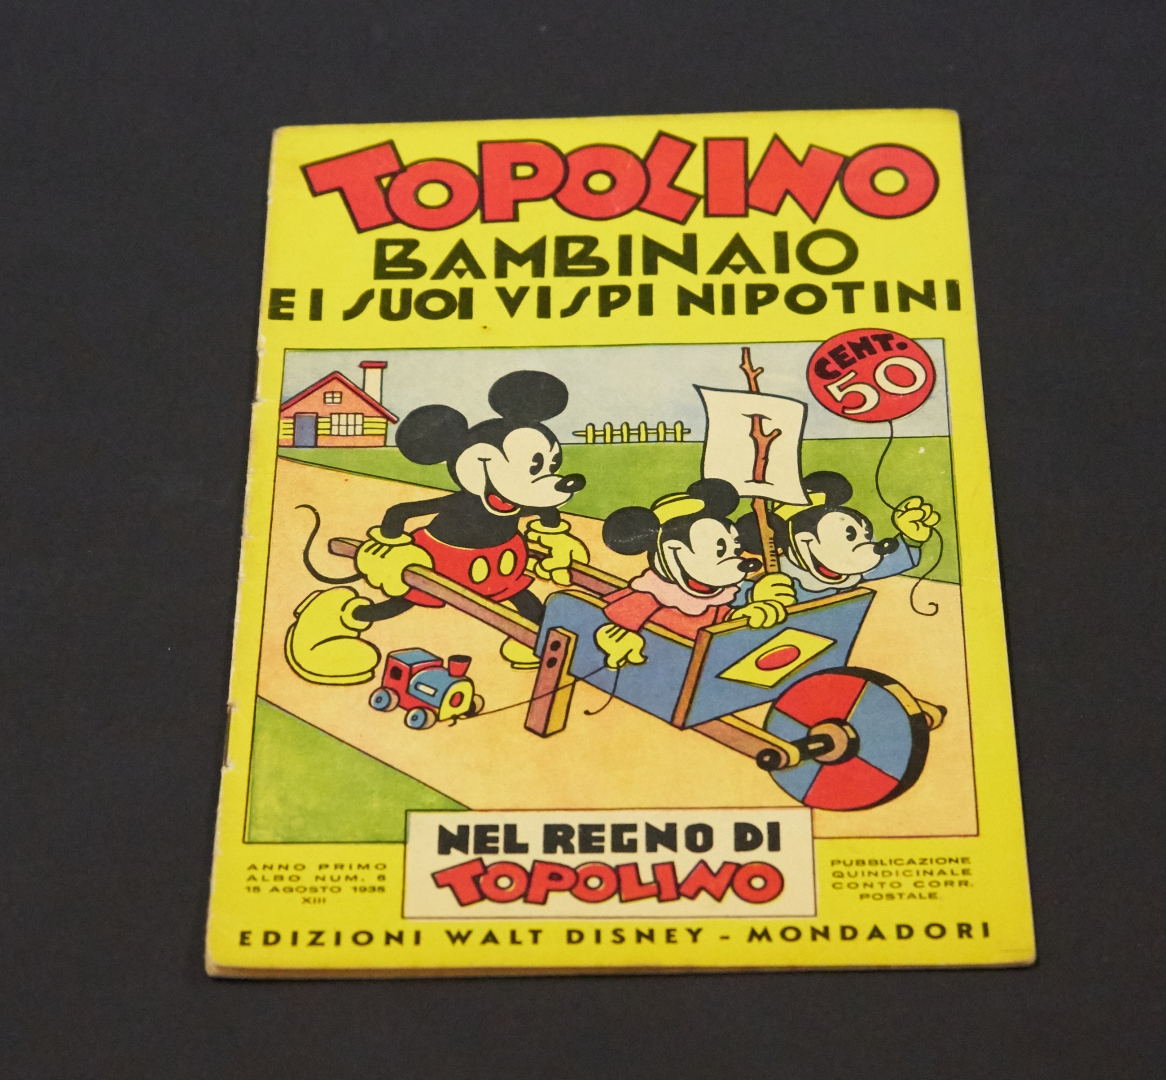 TOPOLINO
BAMBINAIO
E I SUOI VISPI NIPOTINI
CENT.
50
NEL REGNO DI
TOPOLINO
ANNO PRIMO
ALBO NUM. 6
15 AGOSTO 1935
XIII
PUBBLICAZIONE
QUINDICINALE
CONTO CORR.
POSTALE.
EDIZIONI WALT DISNEY - MONDADORI